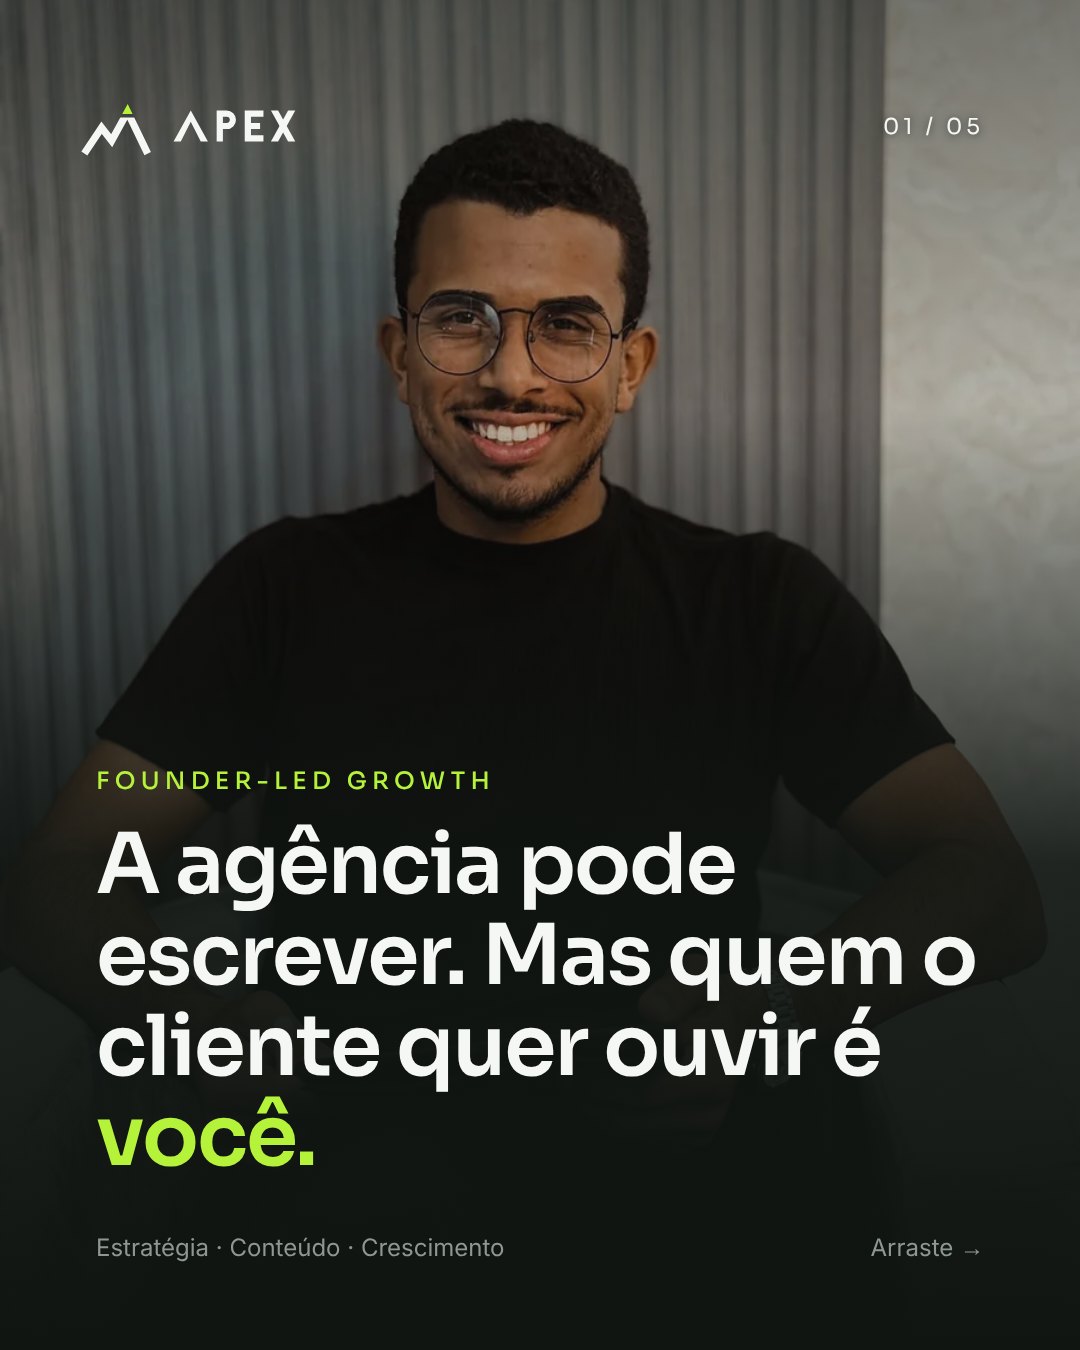 APEX
01 / 05
FOUNDER-LED GROWTH
A agência pode
escrever. Mas quem o
cliente quer ouvir é
você.
Estratégia · Conteúdo · Crescimento
Arraste →